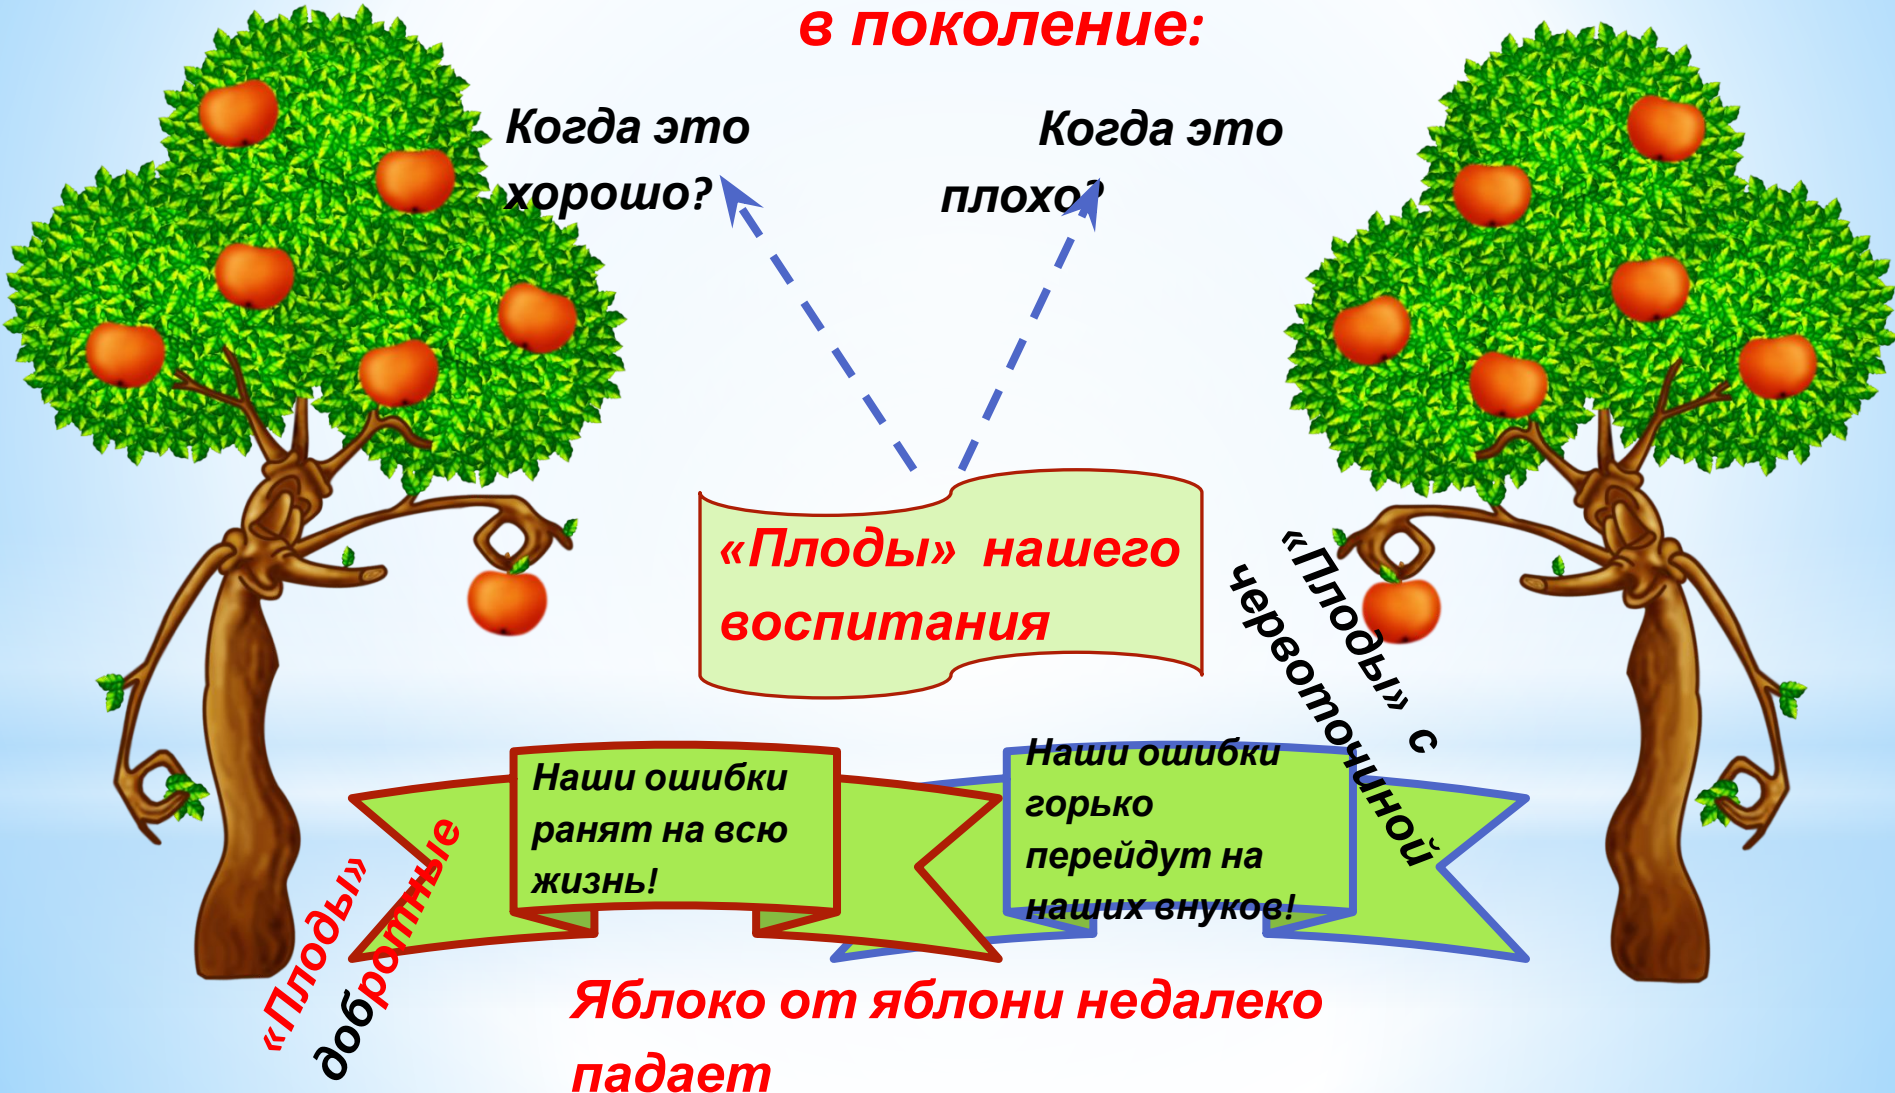 в поколение:
Когда это
хорошо?
Когда это
плохо?
«Плоды» нашего
воспитания
«Плоды» с
червоточиной
Наши ошибки
ранят на всю
жизнь!
Наши ошибки
горько
перейдут на
наших внуков!
«Плоды»
добротные
Яблоко от яблони недалеко
падает